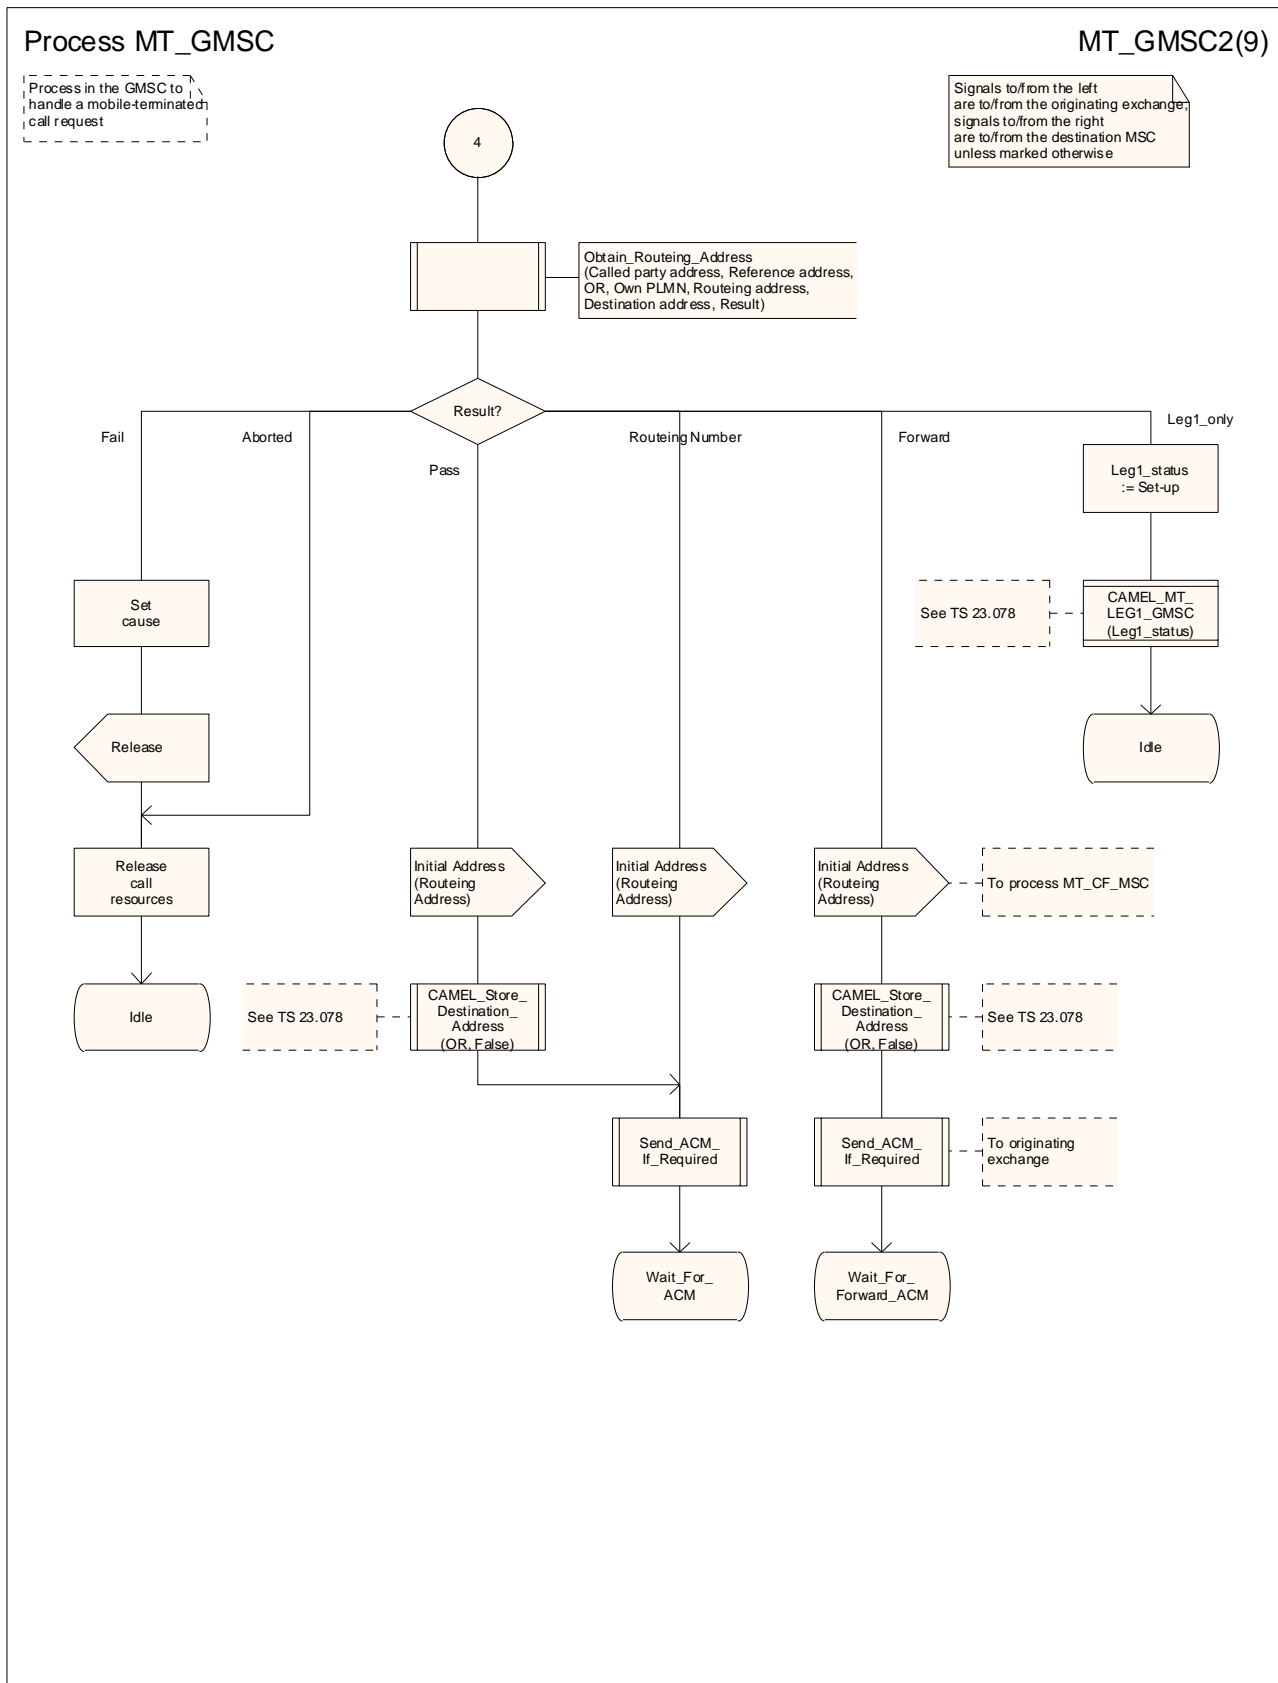 Process MT_GMSC
MT_GMSC2(9)
Process in the GMSC to
handle a mobile-terminated
call request
Signals to/from the left
are to/from the originating exchange;
signals to/from the right
are to/from the destination MSC
unless marked otherwise
4
Obtain_Routeing_Address
(Called party address, Reference address,
OR, Own PLMN, Routeing address,
Destination address, Result)
Result?
Fail
Aborted
Pass
Routeing Number
Forward
Leg1_only
Leg1_status
:= Set-up
Set
cause
See TS 23.078
CAMEL_MT_
LEG1_GMSC
(Leg1_status)
Release
Idle
Release
call
resources
Initial Address
(Routeing
Address)
Initial Address
(Routeing
Address)
Initial Address
(Routeing
Address)
To process MT_CF_MSC
Idle
See TS 23.078
CAMEL_Store_
Destination_
Address
(OR, False)
CAMEL_Store_
Destination_
Address
(OR, False)
See TS 23.078
Send_ACM_
If_Required
Send_ACM_
If_Required
To originating
exchange
Wait_For_
ACM
Wait_For_
Forward_ACM